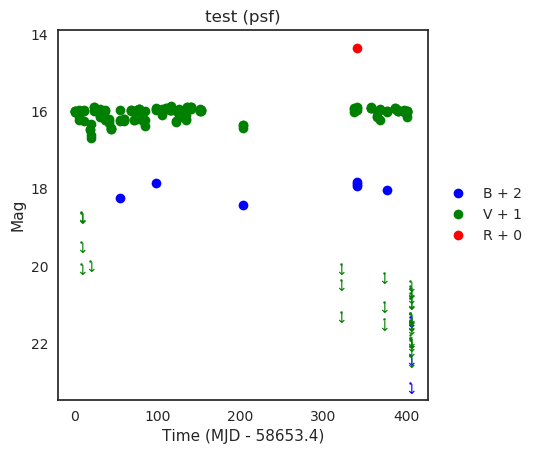 test (psf)
14
16
18
20
22
Mag
0
100
200
300
400
Time (MJD - 58653.4)
B + 2
V + 1
R + 0